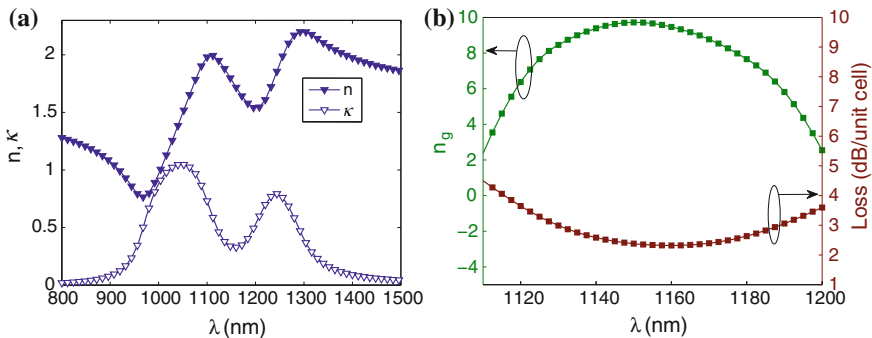 (a)
n, κ
2
1.5
1
0.5
0
n
κ
800 900 1000 1100 1200 1300 1400 1500
λ (nm)
(b)
n_g
10
8
6
4
2
0
−2
−4
1120 1140 1160 1180 1200
λ (nm)
10
9
8
7
6
5
4
3
2
1
Loss (dB/unit cell)